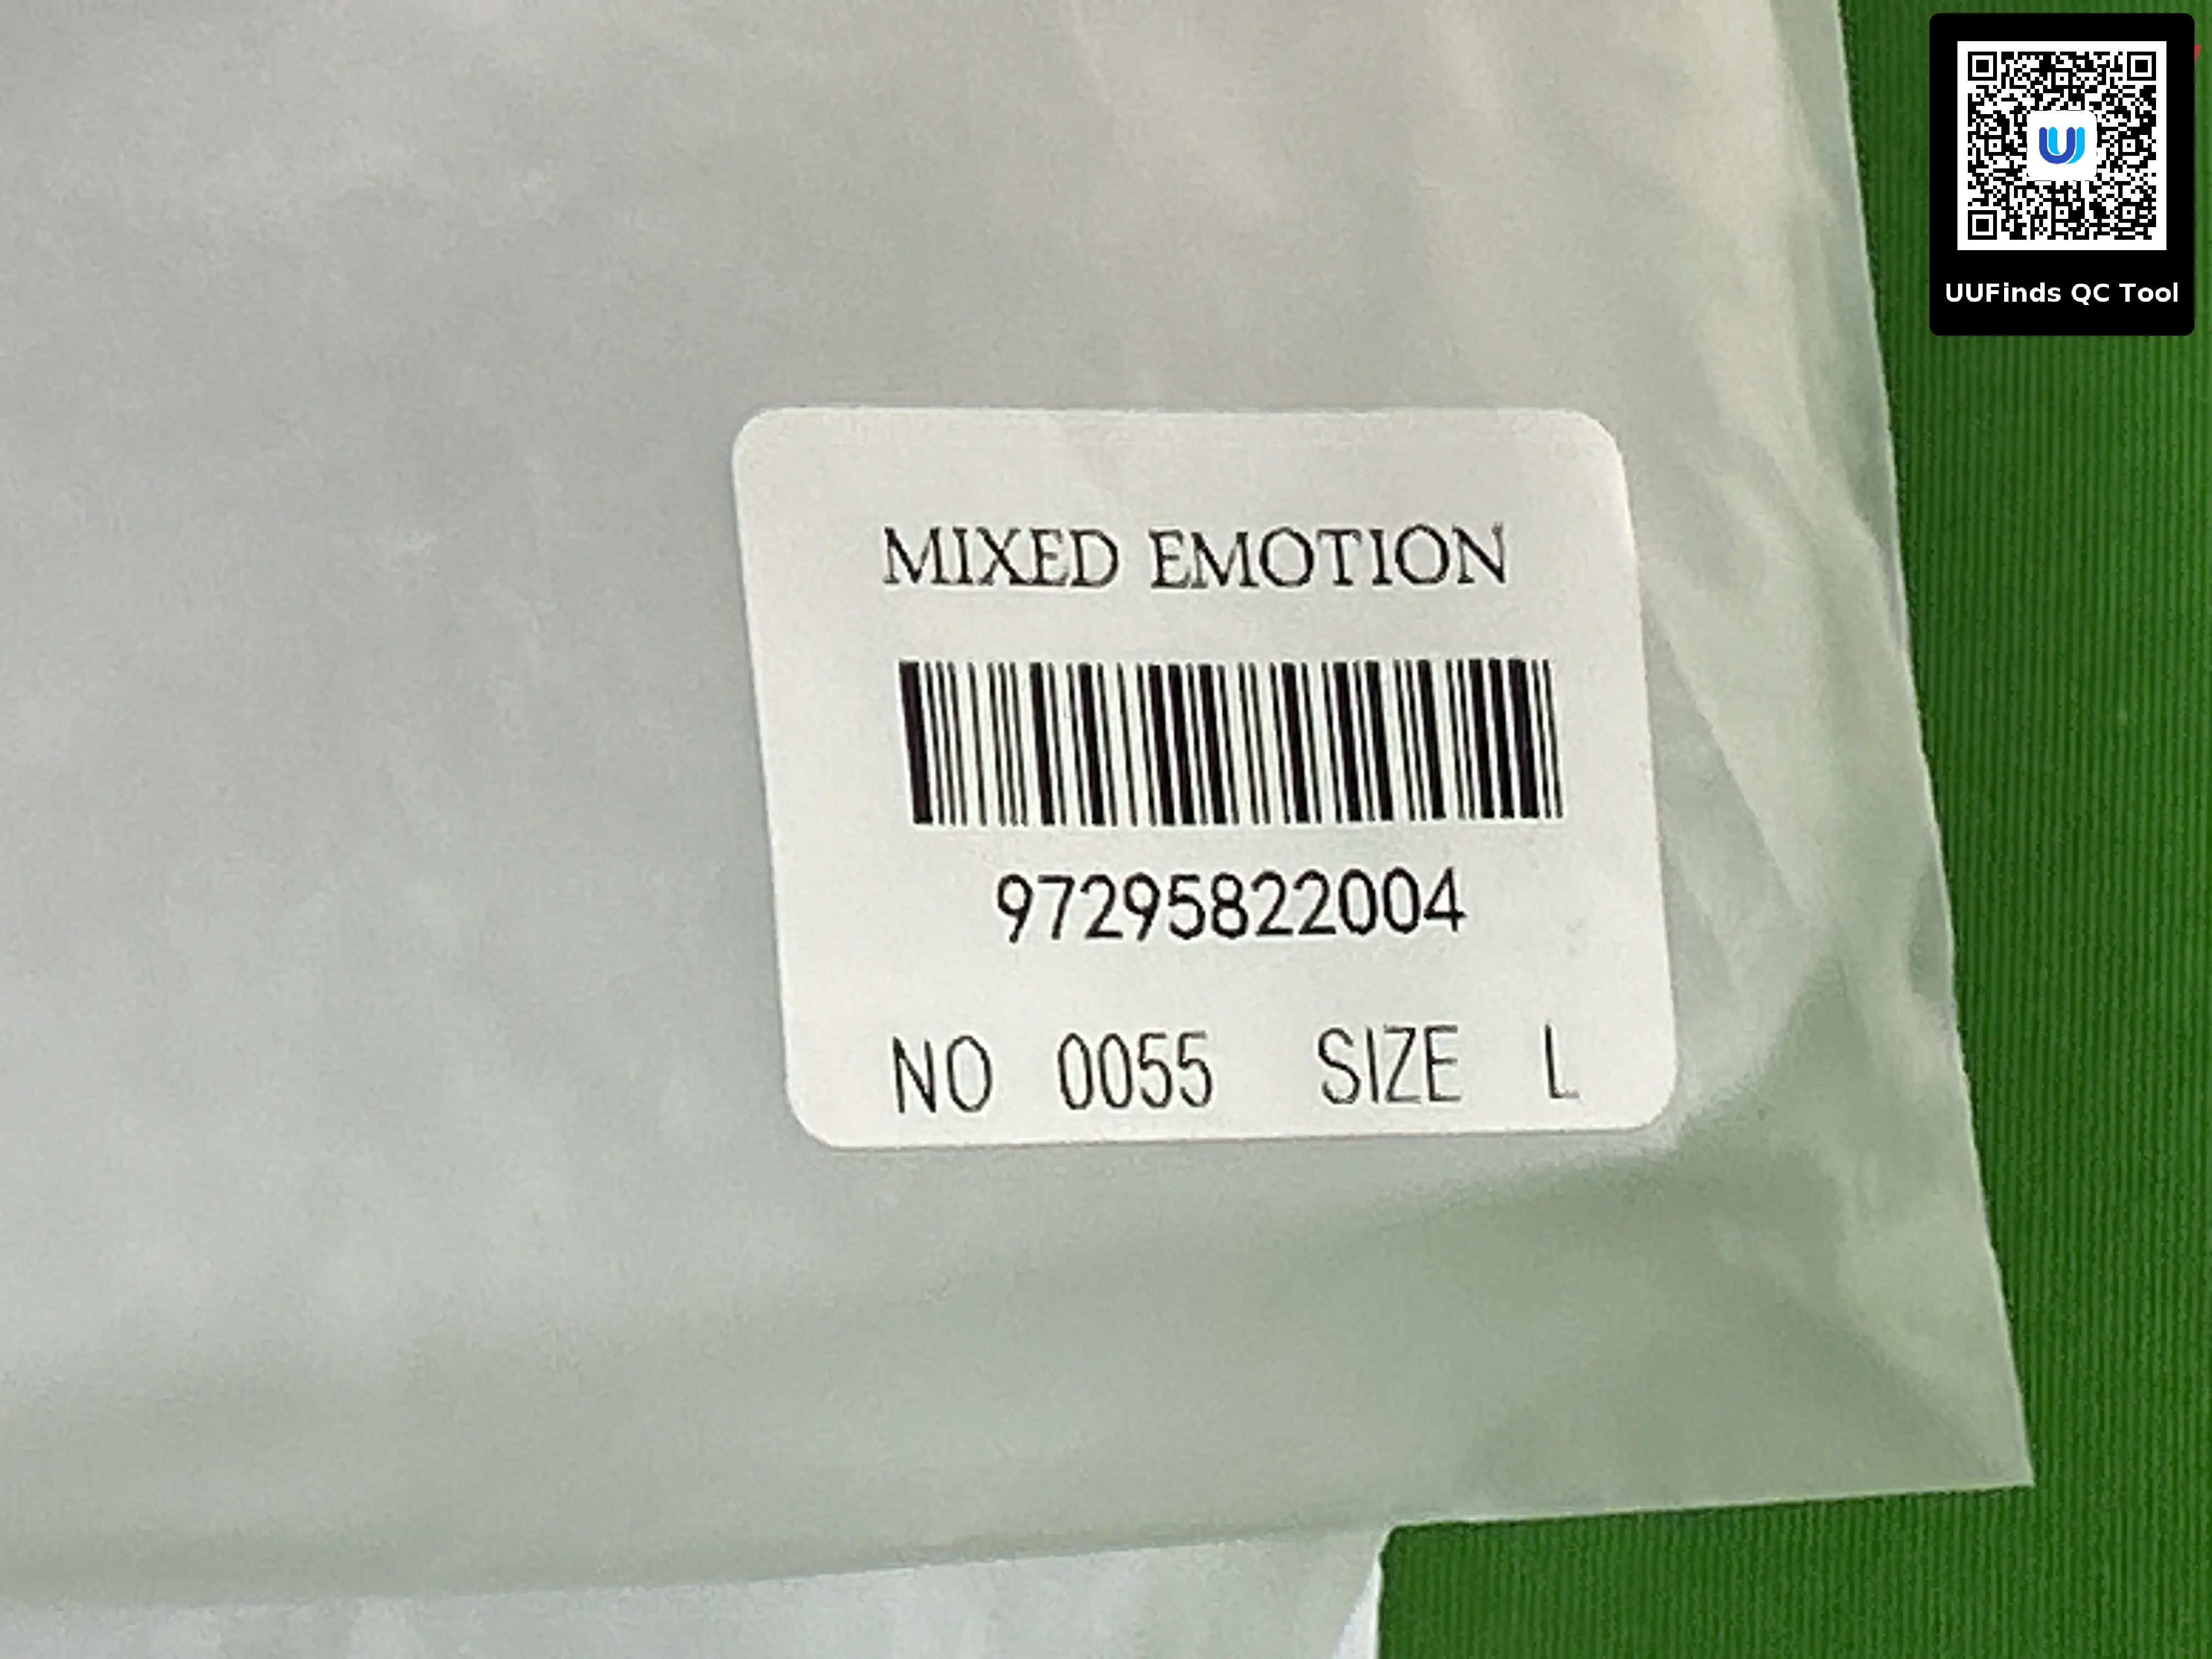 UUFinds QC Tool
MIXED EMOTION
97295822004
NO 0055 SIZE L